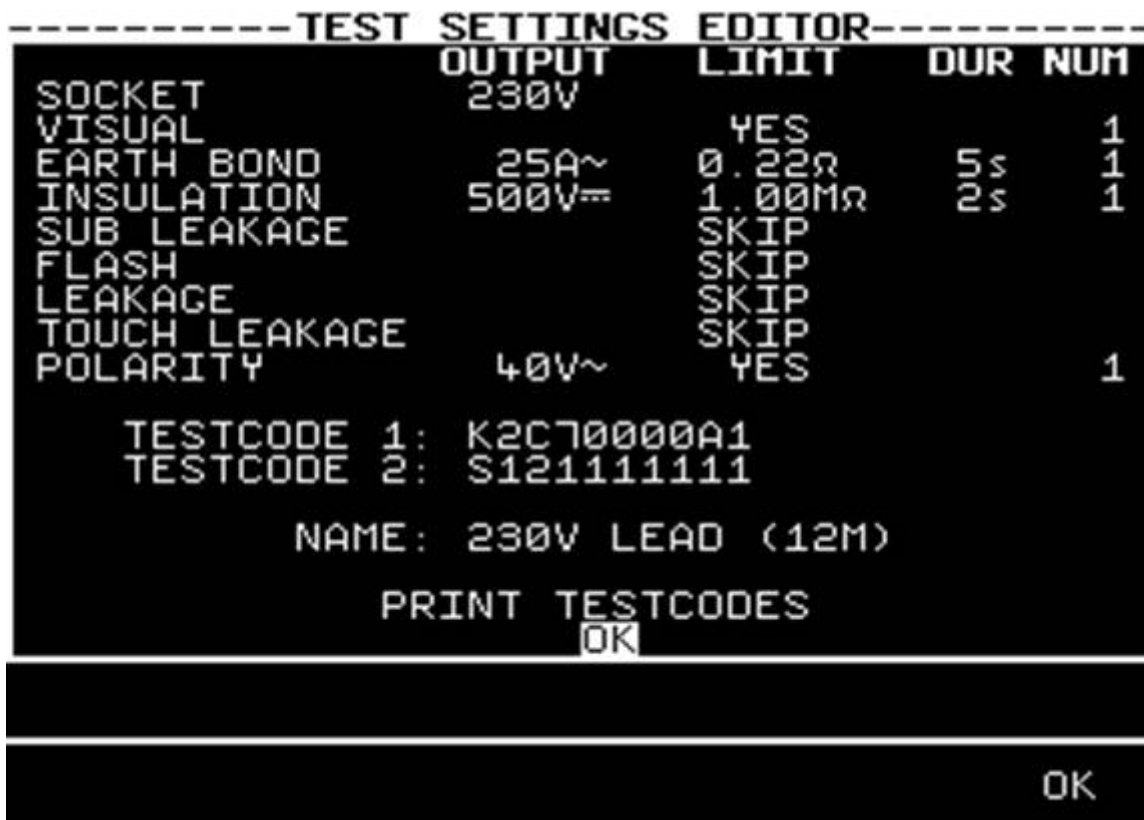 ----------TEST SETTINGS EDITOR----------
OUTPUT LIMIT DUR NUM
SOCKET 230V
VISUAL YES 1
EARTH BOND 25A~ 0.22Ω 5s 1
INSULATION 500V⎓ 1.00MΩ 2s 1
SUB LEAKAGE SKIP
FLASH SKIP
LEAKAGE SKIP
TOUCH LEAKAGE SKIP
POLARITY 40V~ YES 1
TESTCODE 1: K2C70000A1
TESTCODE 2: S121111111
NAME: 230V LEAD (12M)
PRINT TESTCODES
OK
OK